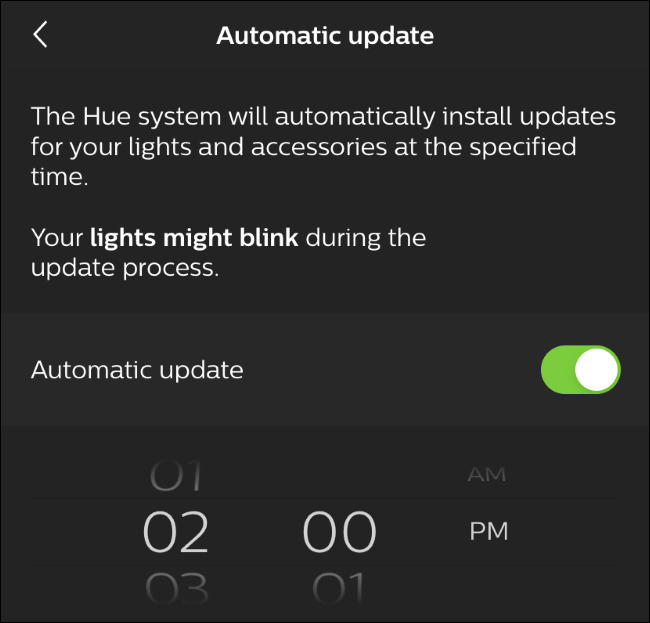 Automatic update
The Hue system will automatically install updates
for your lights and accessories at the specified
time.
Your lights might blink during the
update process.
Automatic update
01 AM
02 00 PM
03 01